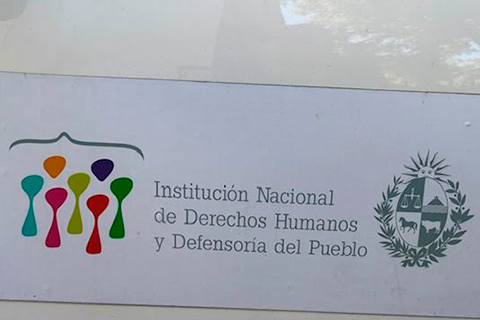 Institución Nacional
de Derechos Humanos
y Defensoría del Pueblo